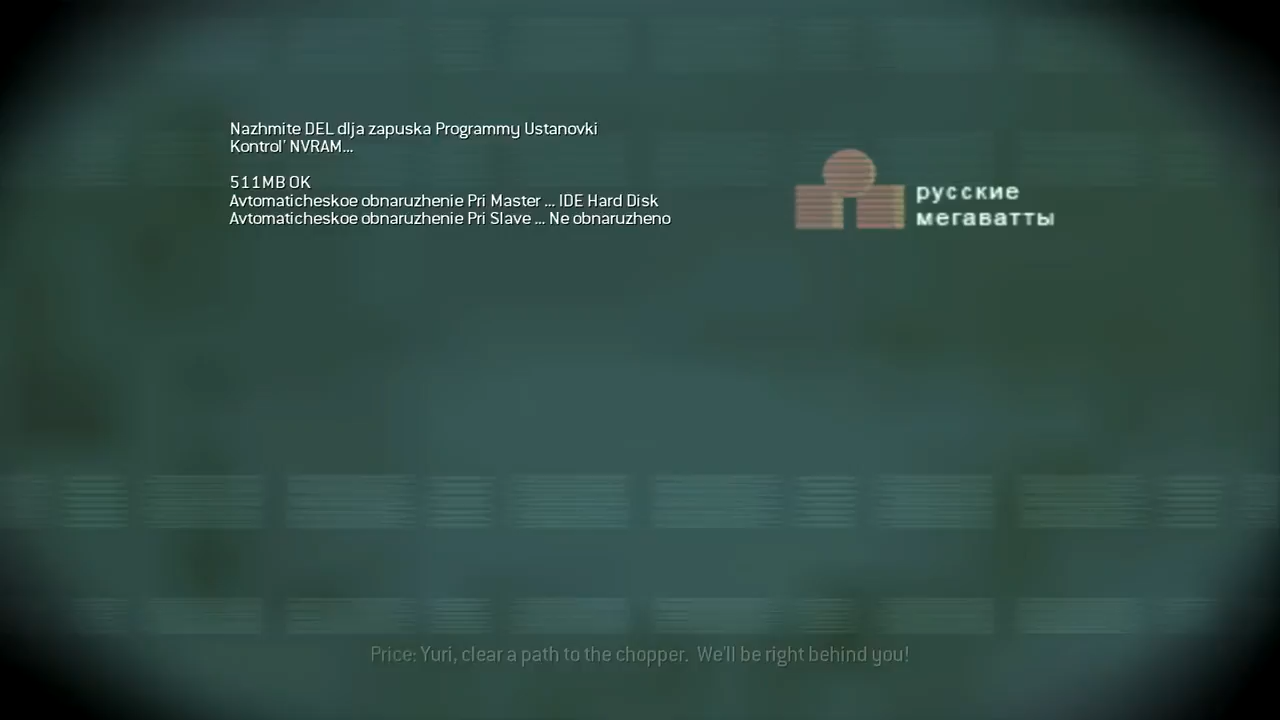 Nazhmite DEL dlja zapuska Programmy Ustanovki
Kontrol' NVRAM...
511MB OK
Avtomaticheskoe obnaruzhenie Pri Master ... IDE Hard Disk
Avtomaticheskoe obnaruzhenie Pri Slave ... Ne obnaruzheno
русские
мегаватты
Price: Yuri, clear a path to the chopper.  We'll be right behind you!